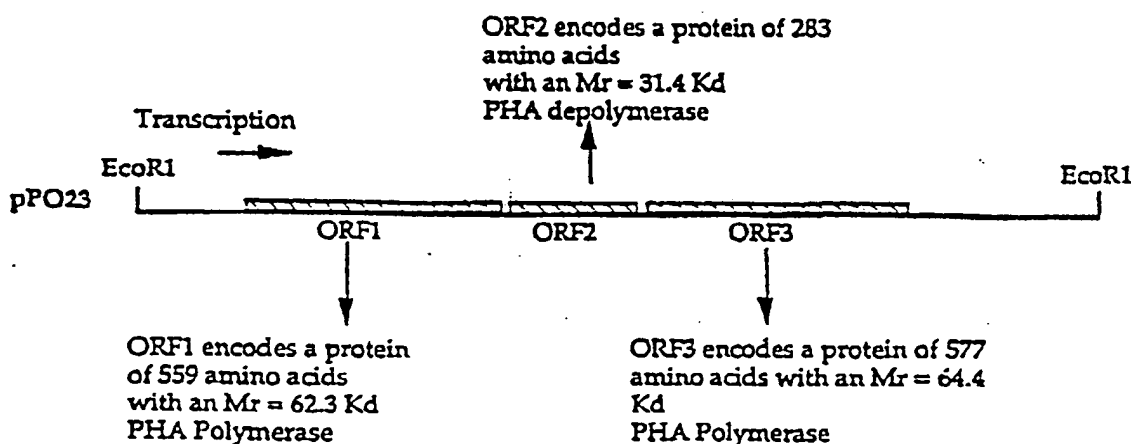 ORF2 encodes a protein of 283
amino acids
with an Mr = 31.4 Kd
PHA depolymerase
Transcription
EcoR1
EcoR1
pPO23
ORF1
ORF2
ORF3
ORF1 encodes a protein
of 559 amino acids
with an Mr = 62.3 Kd
PHA Polymerase
ORF3 encodes a protein of 577
amino acids with an Mr = 64.4
Kd
PHA Polymerase